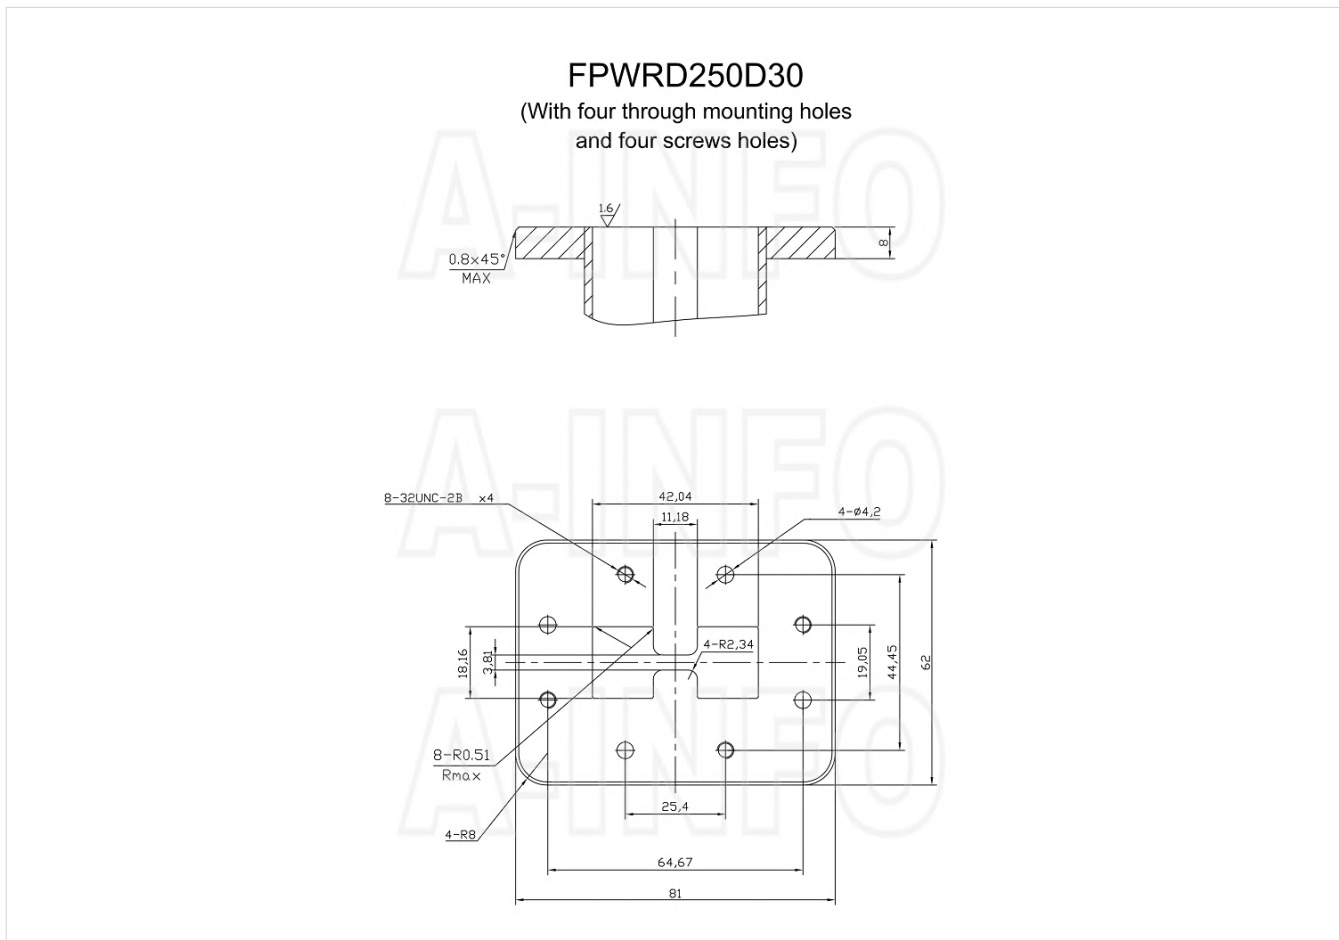 FPWRD250D30
(With four through mounting holes
and four screws holes)
A-INFO
1.6
0.8×45°
MAX
8
A-INFO
8-32UNC-2B x4
42,04
11,18
4-ø4,2
18,16
3,81
4-R2,34
19,05
44,45
62
A-INFO
8-R0.51
Rmax
4-R8
25,4
64,67
81